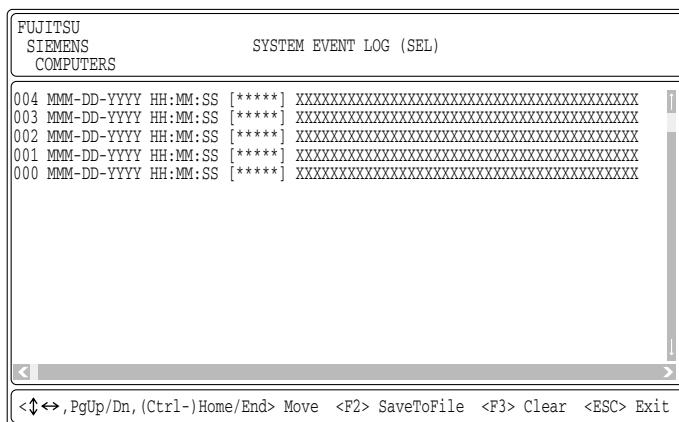 FUJITSU
SIEMENS
COMPUTERS
SYSTEM EVENT LOG (SEL)
004 MMM-DD-YYYY HH:MM:SS [*****] XXXXXXXXXXXXXXXXXXXXXXXXXXXXXXXXXXXXXXXX
003 MMM-DD-YYYY HH:MM:SS [*****] XXXXXXXXXXXXXXXXXXXXXXXXXXXXXXXXXXXXXXXX
002 MMM-DD-YYYY HH:MM:SS [*****] XXXXXXXXXXXXXXXXXXXXXXXXXXXXXXXXXXXXXXXX
001 MMM-DD-YYYY HH:MM:SS [*****] XXXXXXXXXXXXXXXXXXXXXXXXXXXXXXXXXXXXXXXX
000 MMM-DD-YYYY HH:MM:SS [*****] XXXXXXXXXXXXXXXXXXXXXXXXXXXXXXXXXXXXXXXX
<↕↔,PgUp/Dn,(Ctrl-)Home/End> Move <F2> SaveToFile <F3> Clear <ESC> Exit